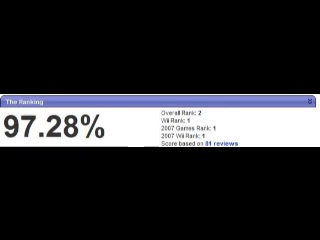 The Ranking
97.28%
Overall Rank: 2
Wii Rank: 1
2007 Games Rank: 1
2007 Wii Rank: 1
Score based on 81 reviews